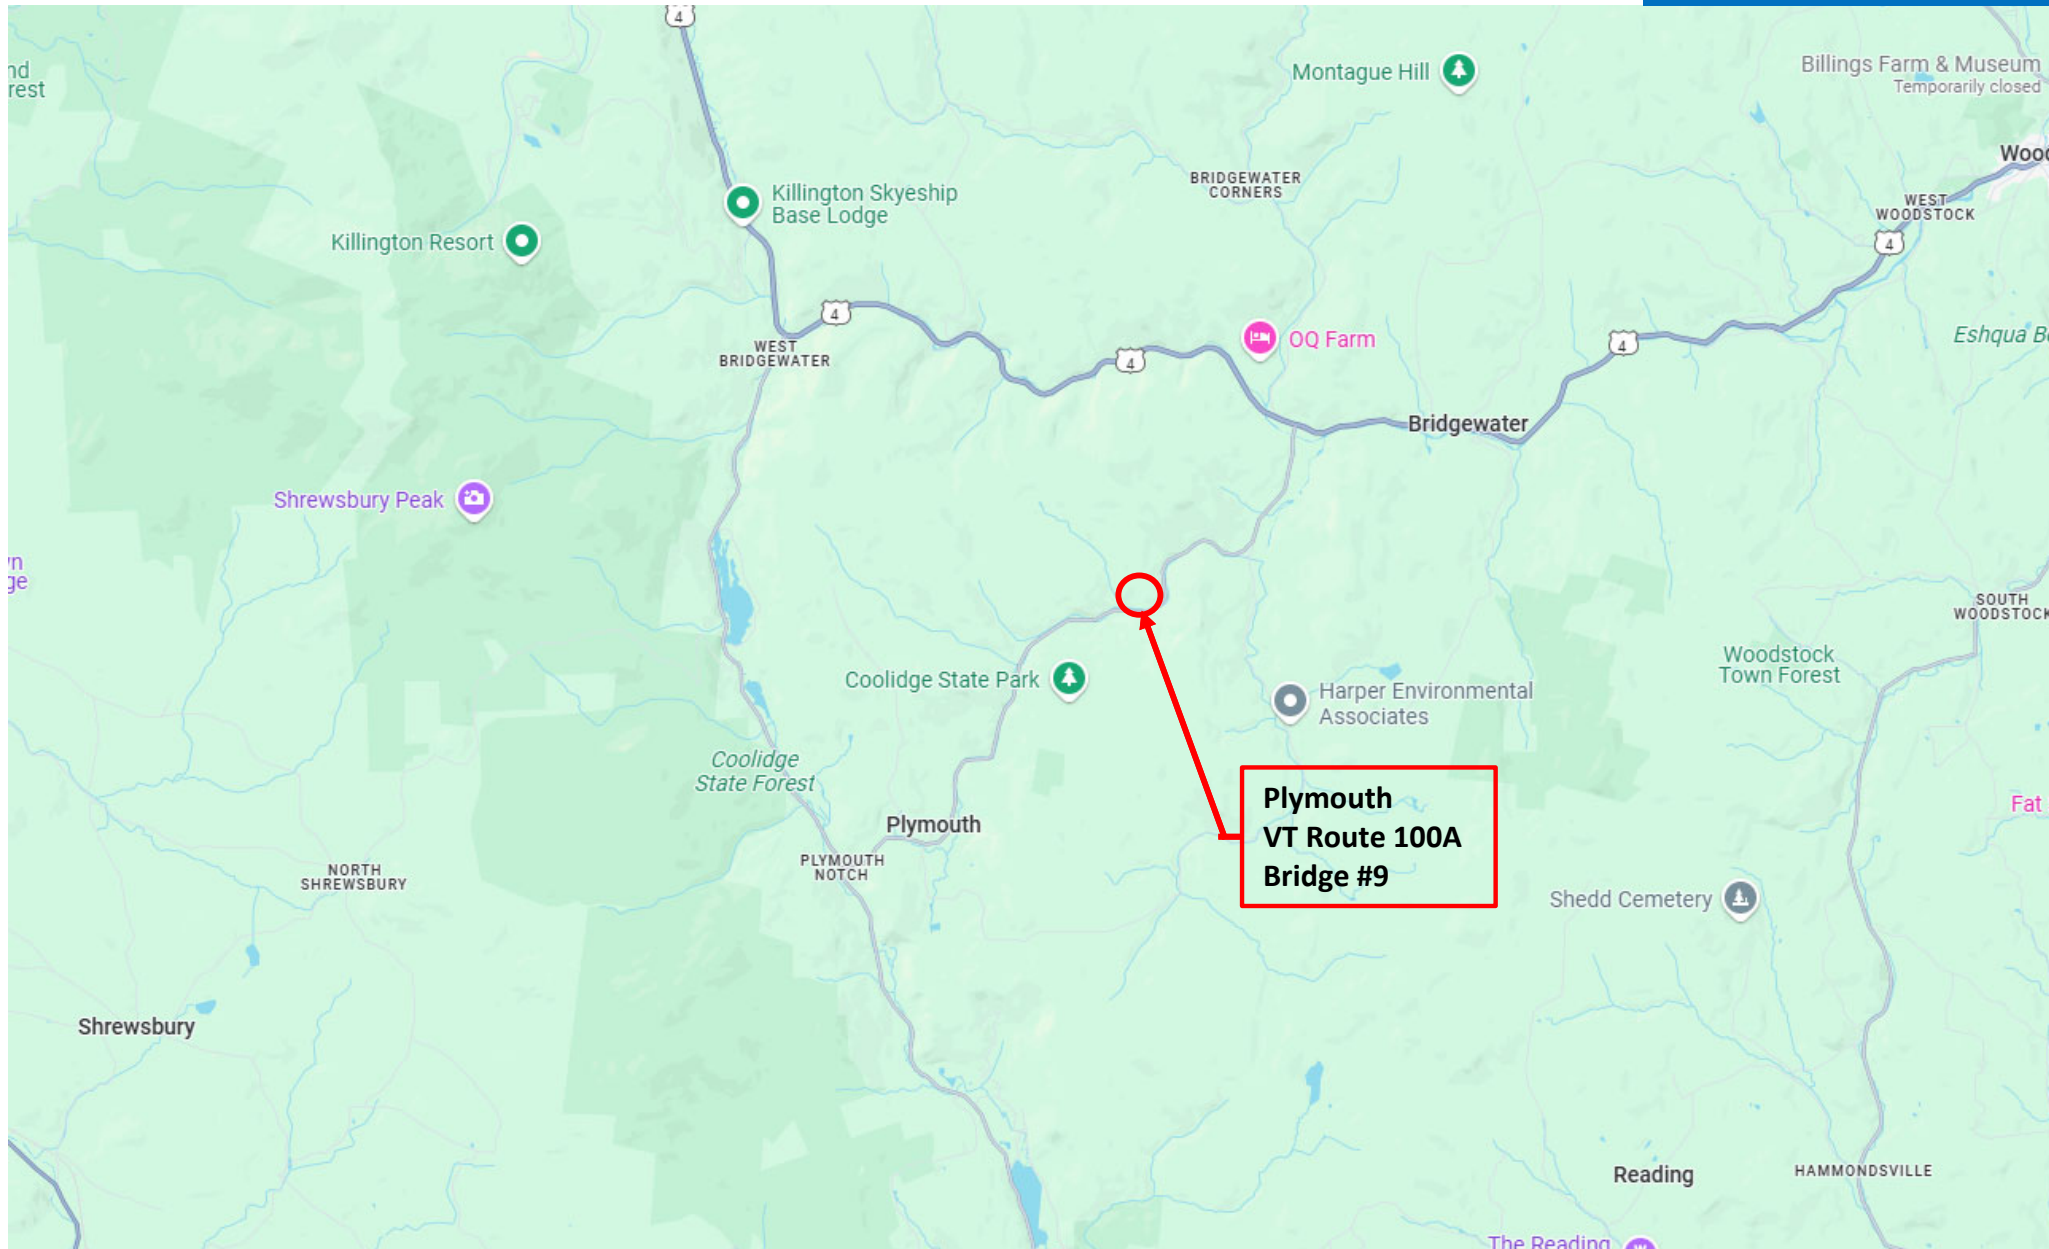 4
Montague Hill
Billings Farm & Museum
Temporarily closed
nd
rest
Wood
BRIDGEWATER
CORNERS
Killington Skyeship
Base Lodge
WEST
WOODSTOCK
Killington Resort
4
4
WEST
BRIDGEWATER
4
OQ Farm
4
Eshqua Bo
Bridgewater
Shrewsbury Peak
vn
ge
SOUTH
WOODSTOCK
Woodstock
Town Forest
Coolidge State Park
Harper Environmental
Associates
Coolidge
State Forest
Plymouth
VT Route 100A
Bridge #9
Fat
Plymouth
PLYMOUTH
NOTCH
NORTH
SHREWSBURY
Shedd Cemetery
Shrewsbury
Reading
HAMMONDSVILLE
The Reading